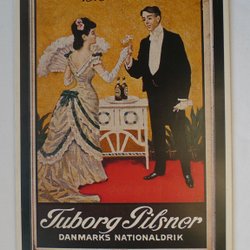 Tuborg Pilsner
DANMARKS NATIONALDRIK